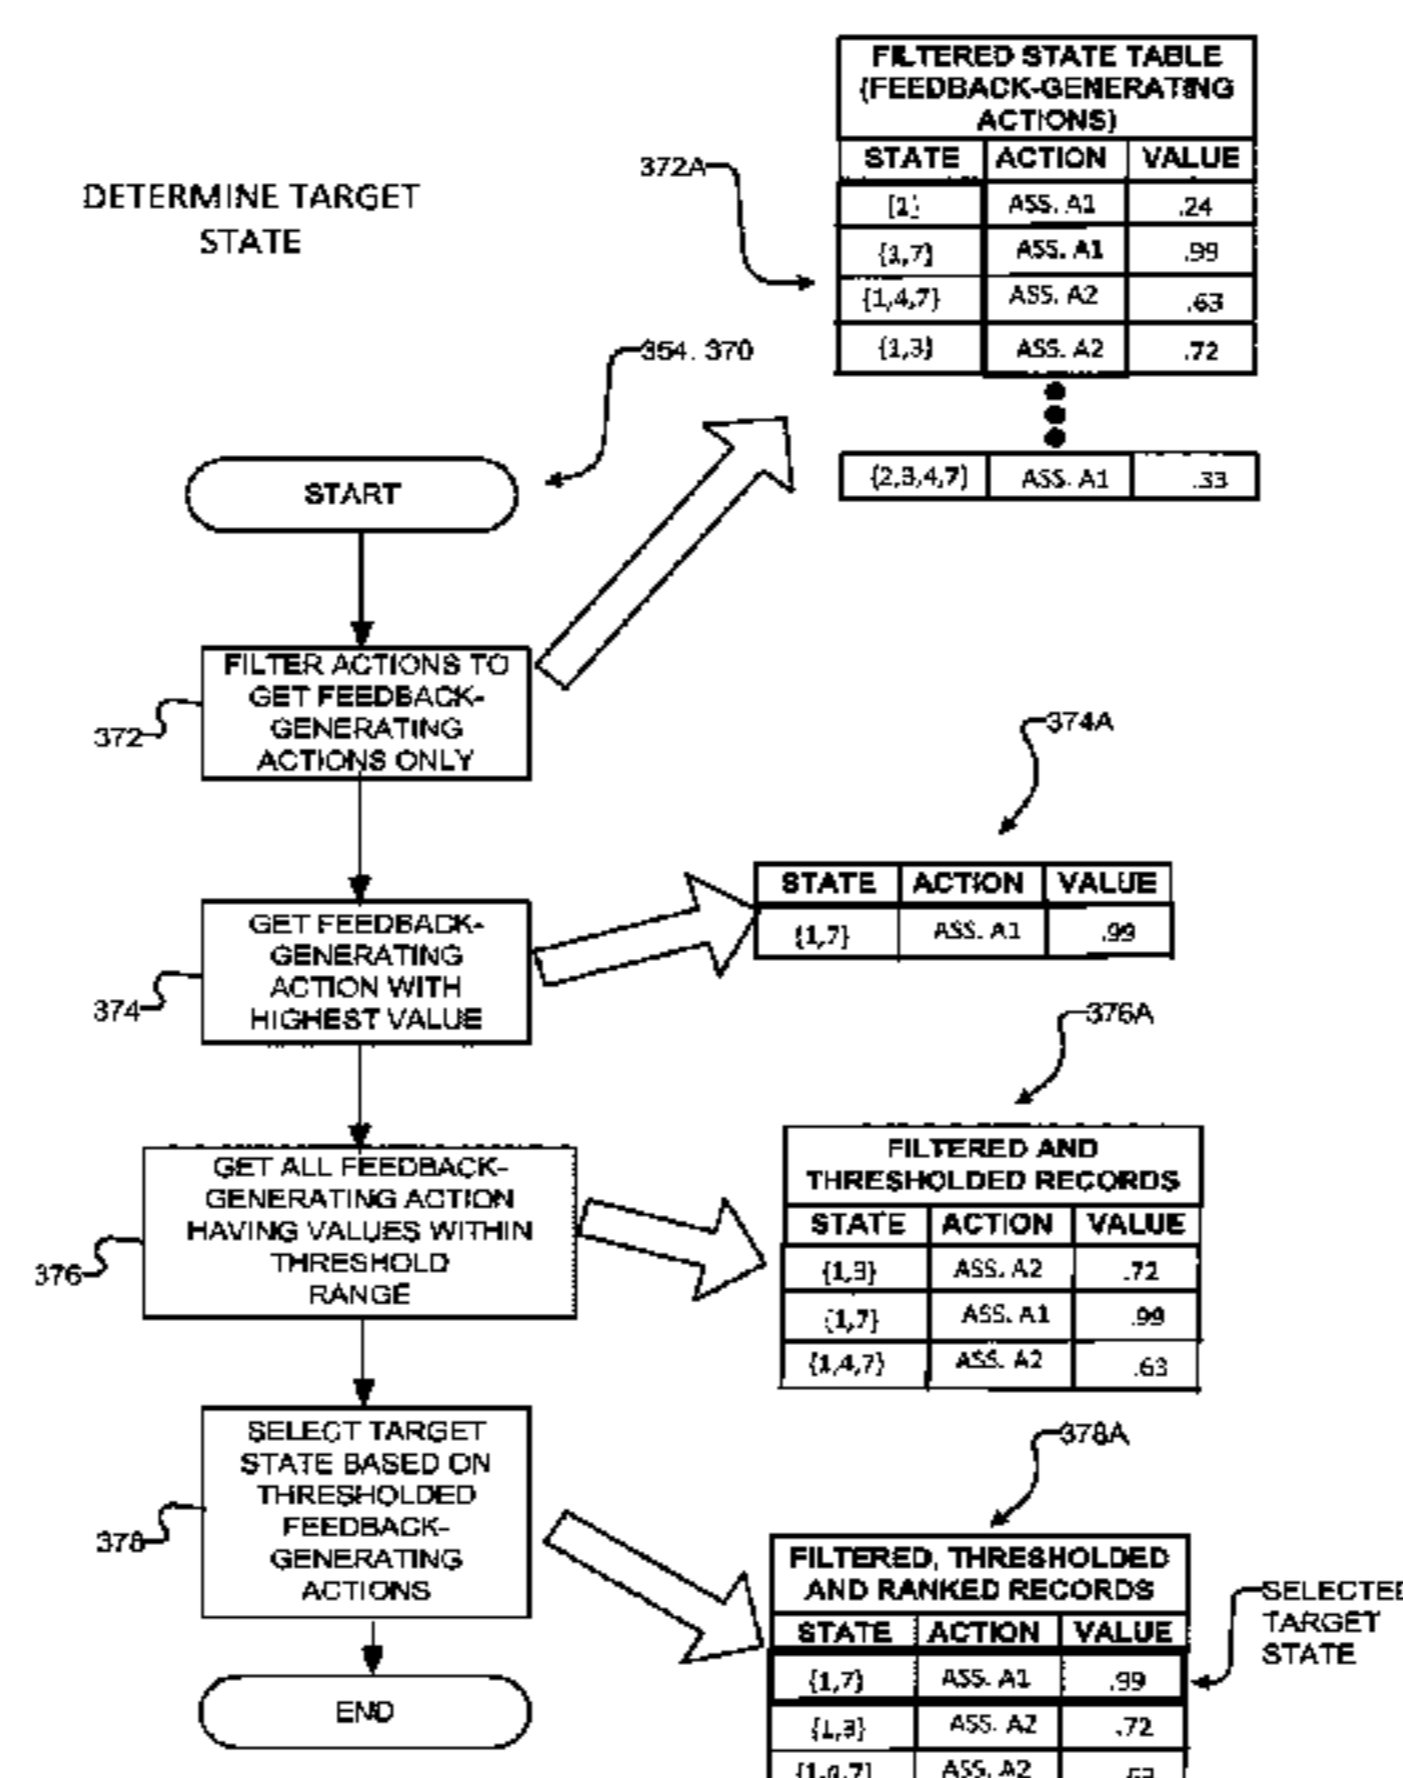 DETERMINE TARGET
STATE
354, 370
START
372
FILTER ACTIONS TO
GET FEEDBACK-
GENERATING
ACTIONS ONLY
372A
FILTERED STATE TABLE
(FEEDBACK-GENERATING
ACTIONS)
STATE ACTION VALUE
{1} ASS. A1 .24
{1,7} ASS. A1 .99
{1,4,7} ASS. A2 .63
{1,3} ASS. A2 .72
{2,3,4,7} ASS. A1 .33
374
GET FEEDBACK-
GENERATING
ACTION WITH
HIGHEST VALUE
374A
STATE ACTION VALUE
{1,7} ASS. A1 .99
376
GET ALL FEEDBACK-
GENERATING ACTION
HAVING VALUES WITHIN
THRESHOLD
RANGE
376A
FILTERED AND
THRESHOLDED RECORDS
STATE ACTION VALUE
{1,3} ASS. A2 .72
{1,7} ASS. A1 .99
{1,4,7} ASS. A2 .63
378
SELECT TARGET
STATE BASED ON
THRESHOLDED
FEEDBACK-
GENERATING
ACTIONS
END
378A
FILTERED, THRESHOLDED
AND RANKED RECORDS
STATE ACTION VALUE
{1,7} ASS. A1 .99
{1,3} ASS. A2 .72
{1,4,7} ASS. A2 .63
SELECTED
TARGET
STATE